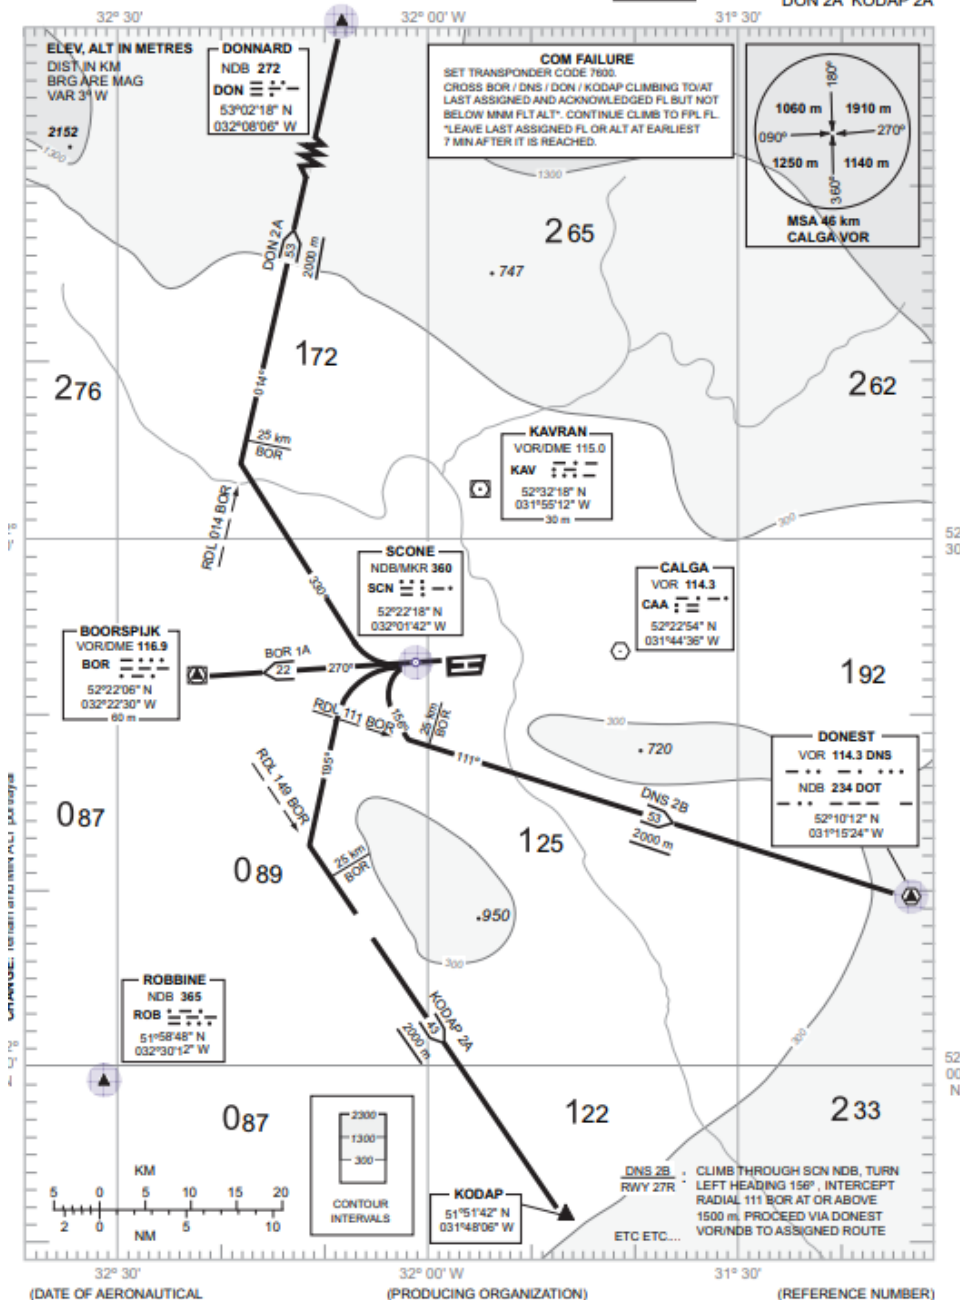 DON 2A KODAP 2A
32° 30'
32° 00' W
31° 30'
ELEV, ALT IN METRES
DIST IN KM
BRG ARE MAG
VAR 3° W
2152
1300
DONNARD
NDB 272
DON
53°02'18" N
032°08'06" W
COM FAILURE
SET TRANSPONDER CODE 7600.
CROSS BOR / DNS / DON / KODAP CLIMBING TO/AT
LAST ASSIGNED AND ACKNOWLEDGED FL BUT NOT
BELOW MNM FLT ALT*. CONTINUE CLIMB TO FPL FL.
*LEAVE LAST ASSIGNED FL OR ALT AT EARLIEST
7 MIN AFTER IT IS REACHED.
180°
1060 m
1910 m
090°
270°
1250 m
1140 m
360°
MSA 46 km
CALGA VOR
1300
265
747
DON 2A
53
2000 m
172
276
262
014°
25 km
BOR
RDL 014 BOR
KAVRAN
VOR/DME 115.0
KAV
52°32'18" N
031°55'12" W
30 m
300
52
30
330°
SCONE
NDB/MKR 360
SCN
52°22'18" N
032°01'42" W
CALGA
VOR 114.3
CAA
52°22'54" N
031°44'36" W
BOORSPIJK
VOR/DME 116.9
BOR
52°22'06" N
032°22'30" W
60 m
BOR 1A
22
270°
192
RDL 111 BOR
156°
25 km
BOR
111°
195°
RDL 149 BOR
300
720
DONEST
VOR 114.3 DNS
NDB 234 DOT
52°10'12" N
031°15'24" W
DNS 2B
53
2000 m
087
125
089
25 km
BOR
950
300
ROBBINE
NDB 365
ROB
51°58'48" N
032°30'12" W
KODAP 2A
43
2000 m
300
52
00
N
087
122
233
2300
1300
300
CONTOUR
INTERVALS
KM
5 0 5 10 15 20
2 0 5 10
NM
KODAP
51°51'42" N
031°48'06" W
DNS 2B
RWY 27R
: CLIMB THROUGH SCN NDB, TURN
LEFT HEADING 156°, INTERCEPT
RADIAL 111 BOR AT OR ABOVE
1500 m. PROCEED VIA DONEST
VOR/NDB TO ASSIGNED ROUTE
ETC ETC....
32° 30'
32° 00' W
31° 30'
(DATE OF AERONAUTICAL
(PRODUCING ORGANIZATION)
(REFERENCE NUMBER)